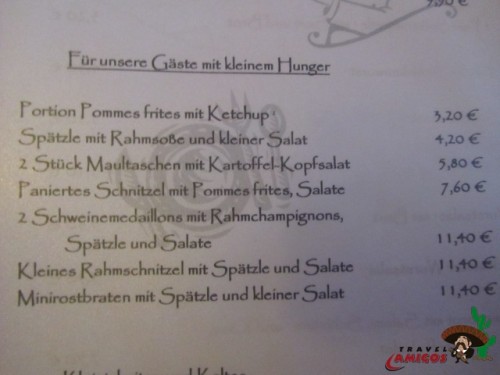 Für unsere Gäste mit kleinem Hunger
Portion Pommes frites mit Ketchup 3,20 €
Spätzle mit Rahmsoße und kleiner Salat 4,20 €
2 Stück Maultaschen mit Kartoffel-Kopfsalat 5,80 €
Paniertes Schnitzel mit Pommes frites, Salate 7,60 €
2 Schweinemedaillons mit Rahmchampignons,
Spätzle und Salate 11,40 €
Kleines Rahmschnitzel mit Spätzle und Salate 11,40 €
Minirostbraten mit Spätzle und kleiner Salat 11,40 €
TRAVEL
AMIGOS